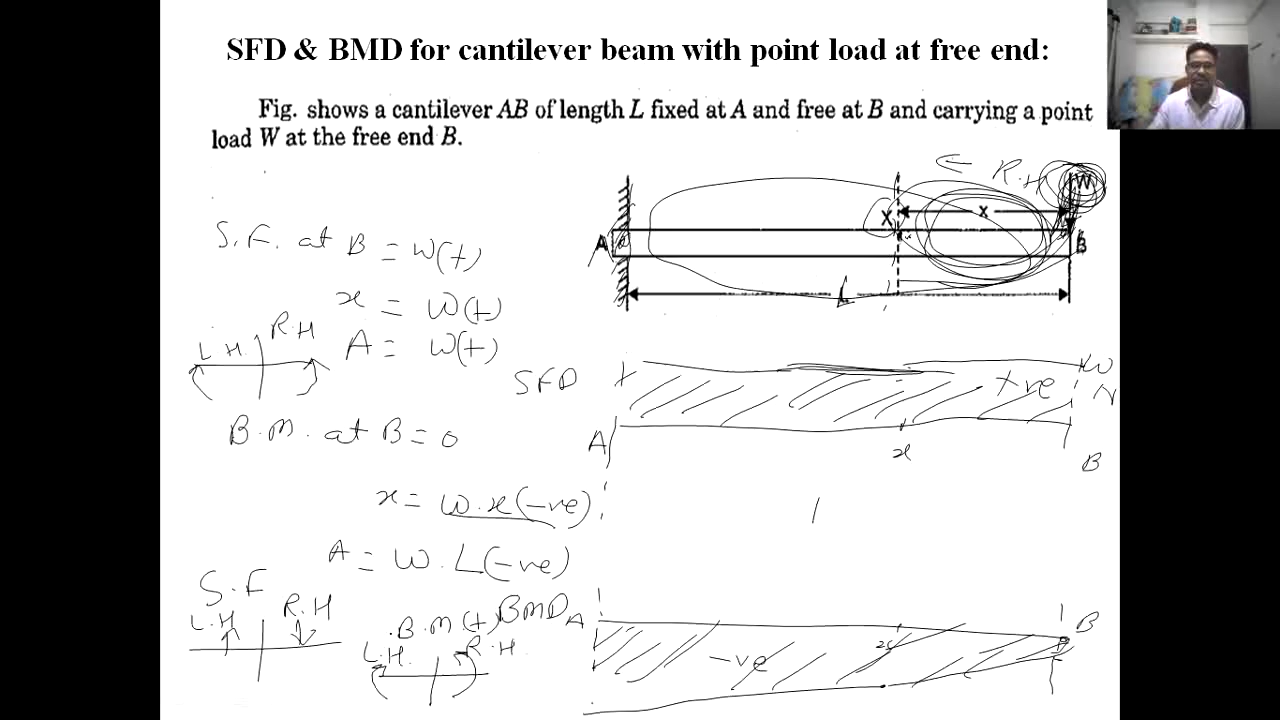 SFD & BMD for cantilever beam with point load at free end:
Fig. shows a cantilever AB of length L fixed at A and free at B and carrying a point
load W at the free end B.
← R.H
W
X x
A B
L
S.F. at B = W(+)
x = W(+)
A = W(+)
L.H. R.H
SFD + +ve W
A x B
B.M. at B = 0
x = W.x(-ve)
A = W.L(-ve)
S.F
L.H R.H
B.M(+)
L.H. R.H.
BMD A B
-ve x